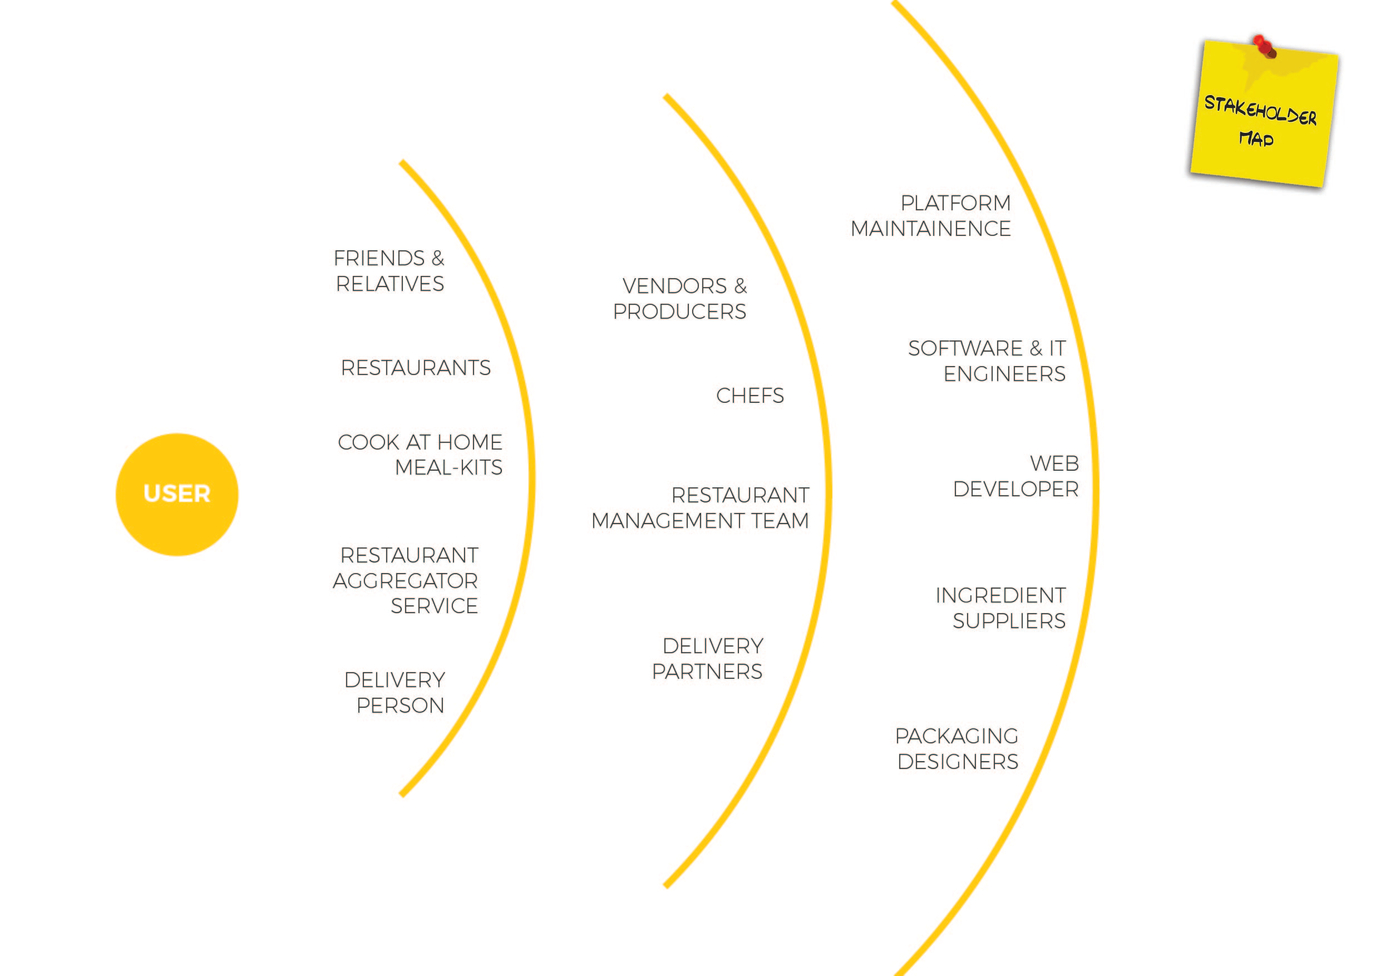 STAKEHOLDER
MAP
USER
FRIENDS &
RELATIVES
RESTAURANTS
COOK AT HOME
MEAL-KITS
RESTAURANT
AGGREGATOR
SERVICE
DELIVERY
PERSON
VENDORS &
PRODUCERS
CHEFS
RESTAURANT
MANAGEMENT TEAM
DELIVERY
PARTNERS
PLATFORM
MAINTAINENCE
SOFTWARE & IT
ENGINEERS
WEB
DEVELOPER
INGREDIENT
SUPPLIERS
PACKAGING
DESIGNERS